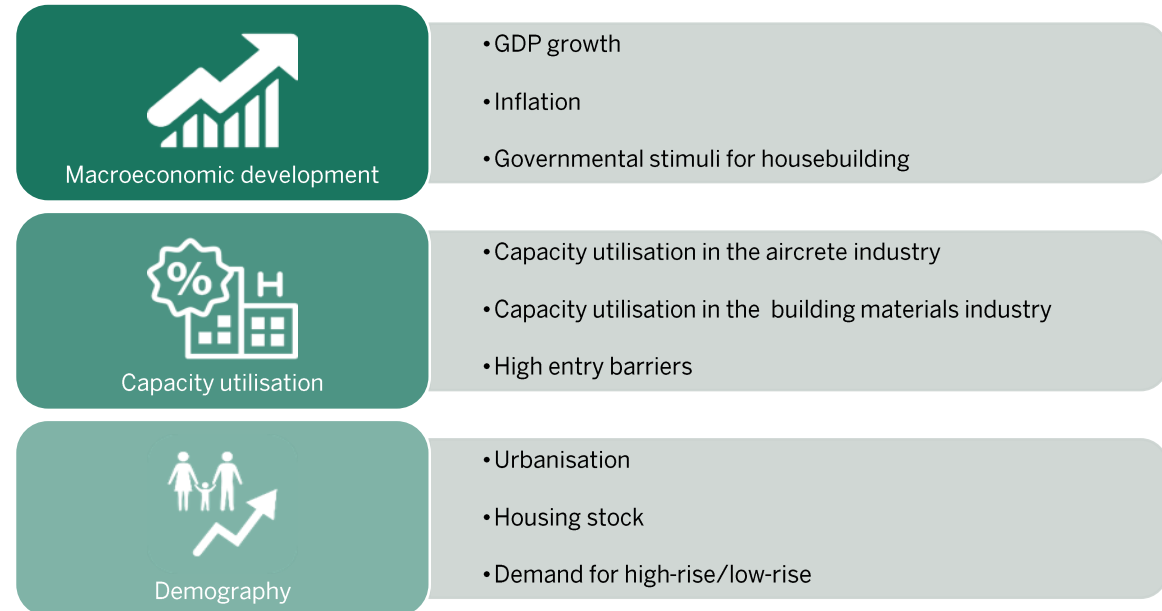 Macroeconomic development
•GDP growth
•Inflation
•Governmental stimuli for housebuilding
%
H
Capacity utilisation
•Capacity utilisation in the aircrete industry
•Capacity utilisation in the  building materials industry
•High entry barriers
Demography
•Urbanisation
•Housing stock
•Demand for high-rise/low-rise